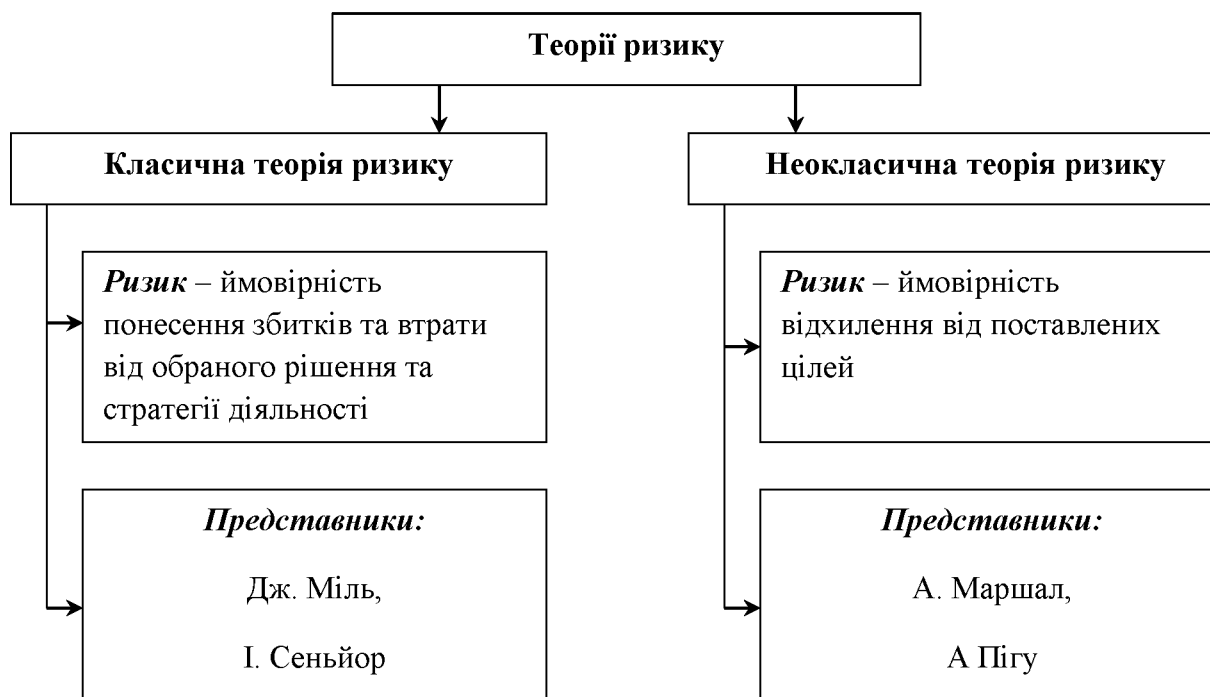 Теорії ризику
Класична теорія ризику
Ризик – ймовірність
понесення збитків та втрати
від обраного рішення та
стратегії діяльності
Представники:
Дж. Міль,
І. Сеньйор
Неокласична теорія ризику
Ризик – ймовірність
відхилення від поставлених
цілей
Представники:
А. Маршал,
А Пігу